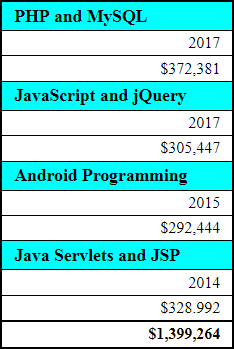 PHP and MySQL
2017
$372,381
JavaScript and jQuery
2017
$305,447
Android Programming
2015
$292,444
Java Servlets and JSP
2014
$328.992
$1,399,264